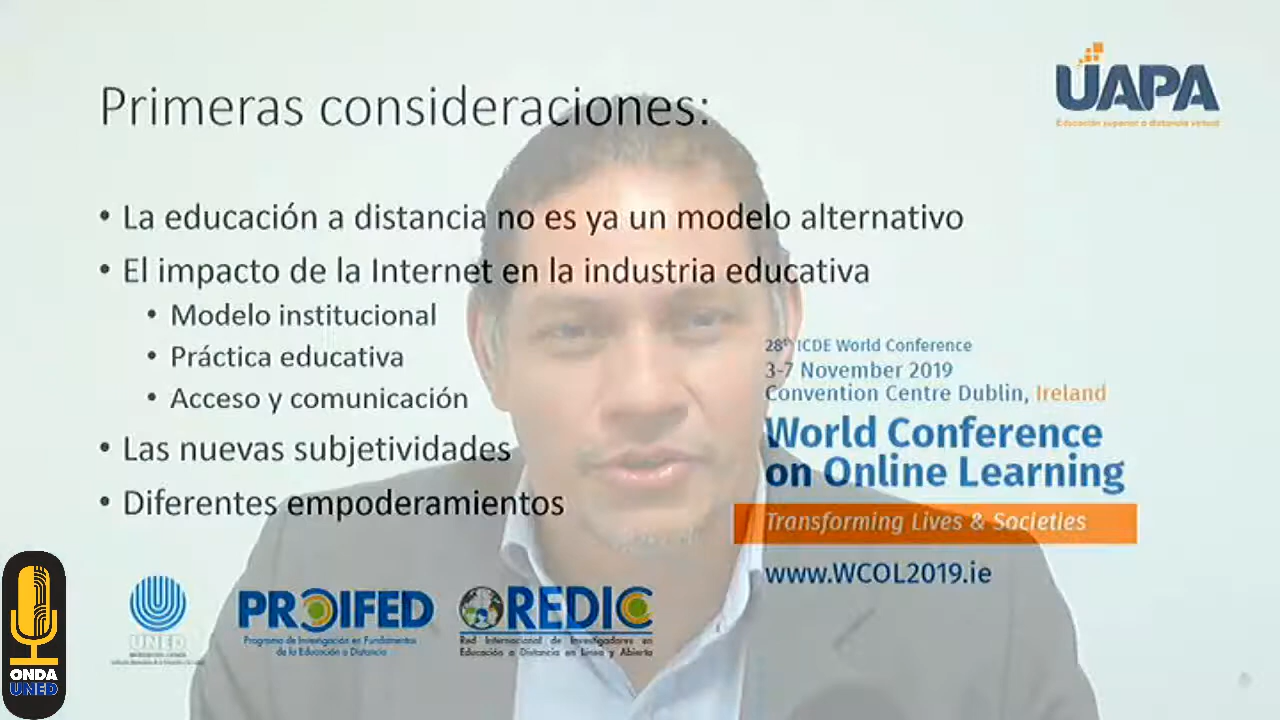 Primeras consideraciones:
UAPA
Educación superior a distancia virtual
• La educación a distancia no es ya un modelo alternativo
• El impacto de la Internet en la industria educativa
• Modelo institucional
• Práctica educativa
• Acceso y comunicación
• Las nuevas subjetividades
• Diferentes empoderamientos
28th ICDE World Conference
3-7 November 2019
Convention Centre Dublin, Ireland
World Conference
on Online Learning
Transforming Lives & Societies
www.WCOL2019.ie
UNED
PROIFED
Programa de Investigación en Fundamentos
de la Educación a Distancia
REDIC
Red Internacional de Investigadores en
Educación a Distancia en Línea y Abierta
ONDA
UNED